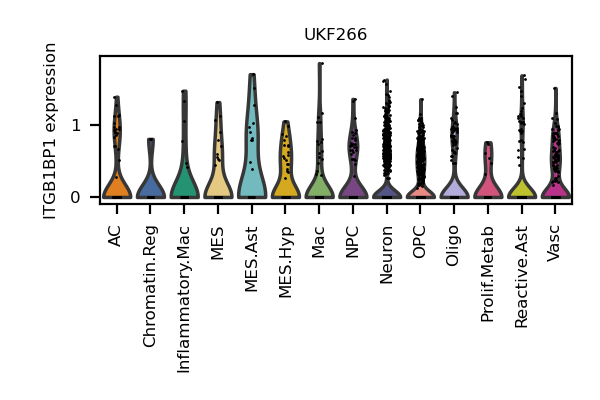 UKF266
ITGB1BP1 expression
1
0
AC
Chromatin.Reg
Inflammatory.Mac
MES
MES.Ast
MES.Hyp
Mac
NPC
Neuron
OPC
Oligo
Prolif.Metab
Reactive.Ast
Vasc